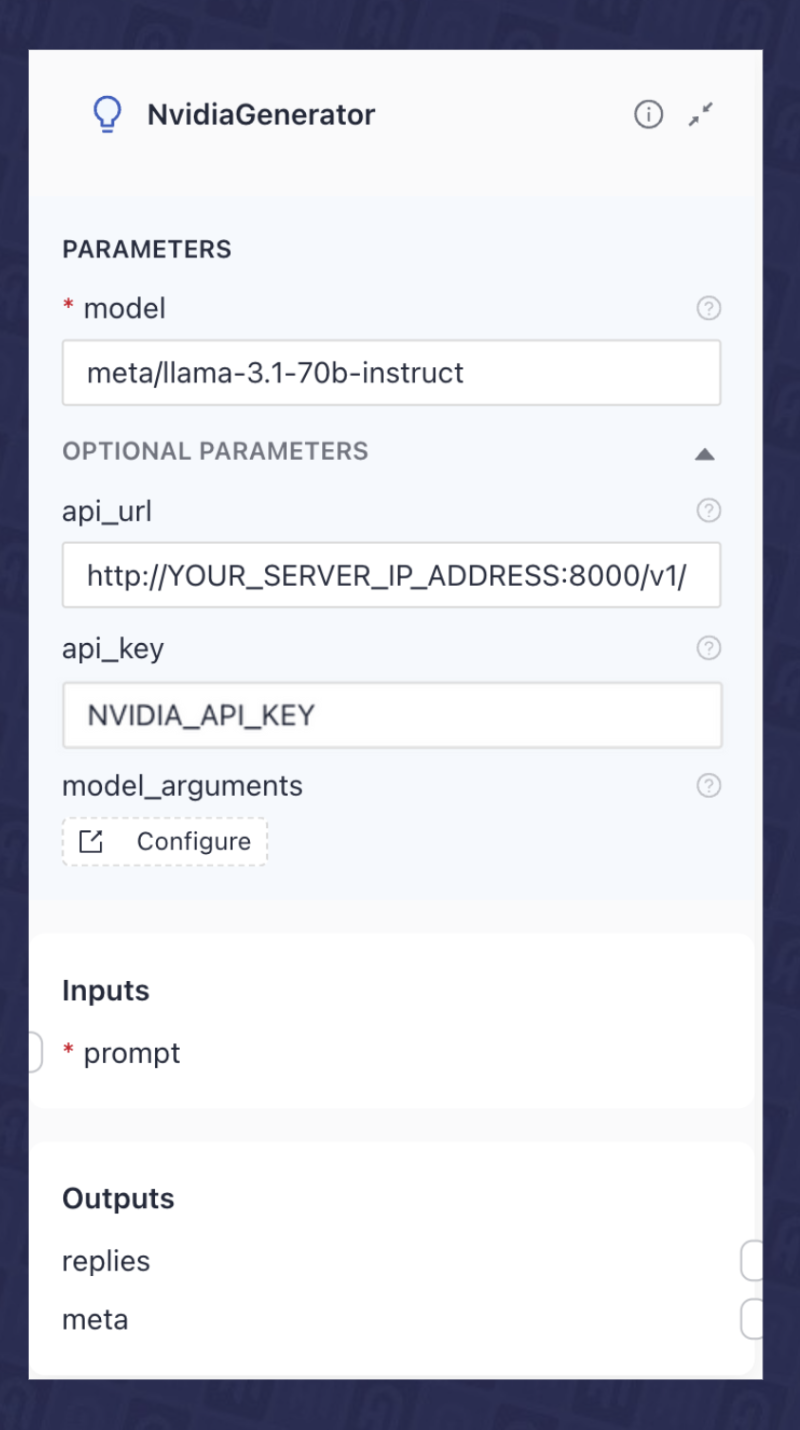 NvidiaGenerator
PARAMETERS
* model
meta/llama-3.1-70b-instruct
OPTIONAL PARAMETERS
api_url
http://YOUR_SERVER_IP_ADDRESS:8000/v1/
api_key
NVIDIA_API_KEY
model_arguments
Configure
Inputs
* prompt
Outputs
replies
meta